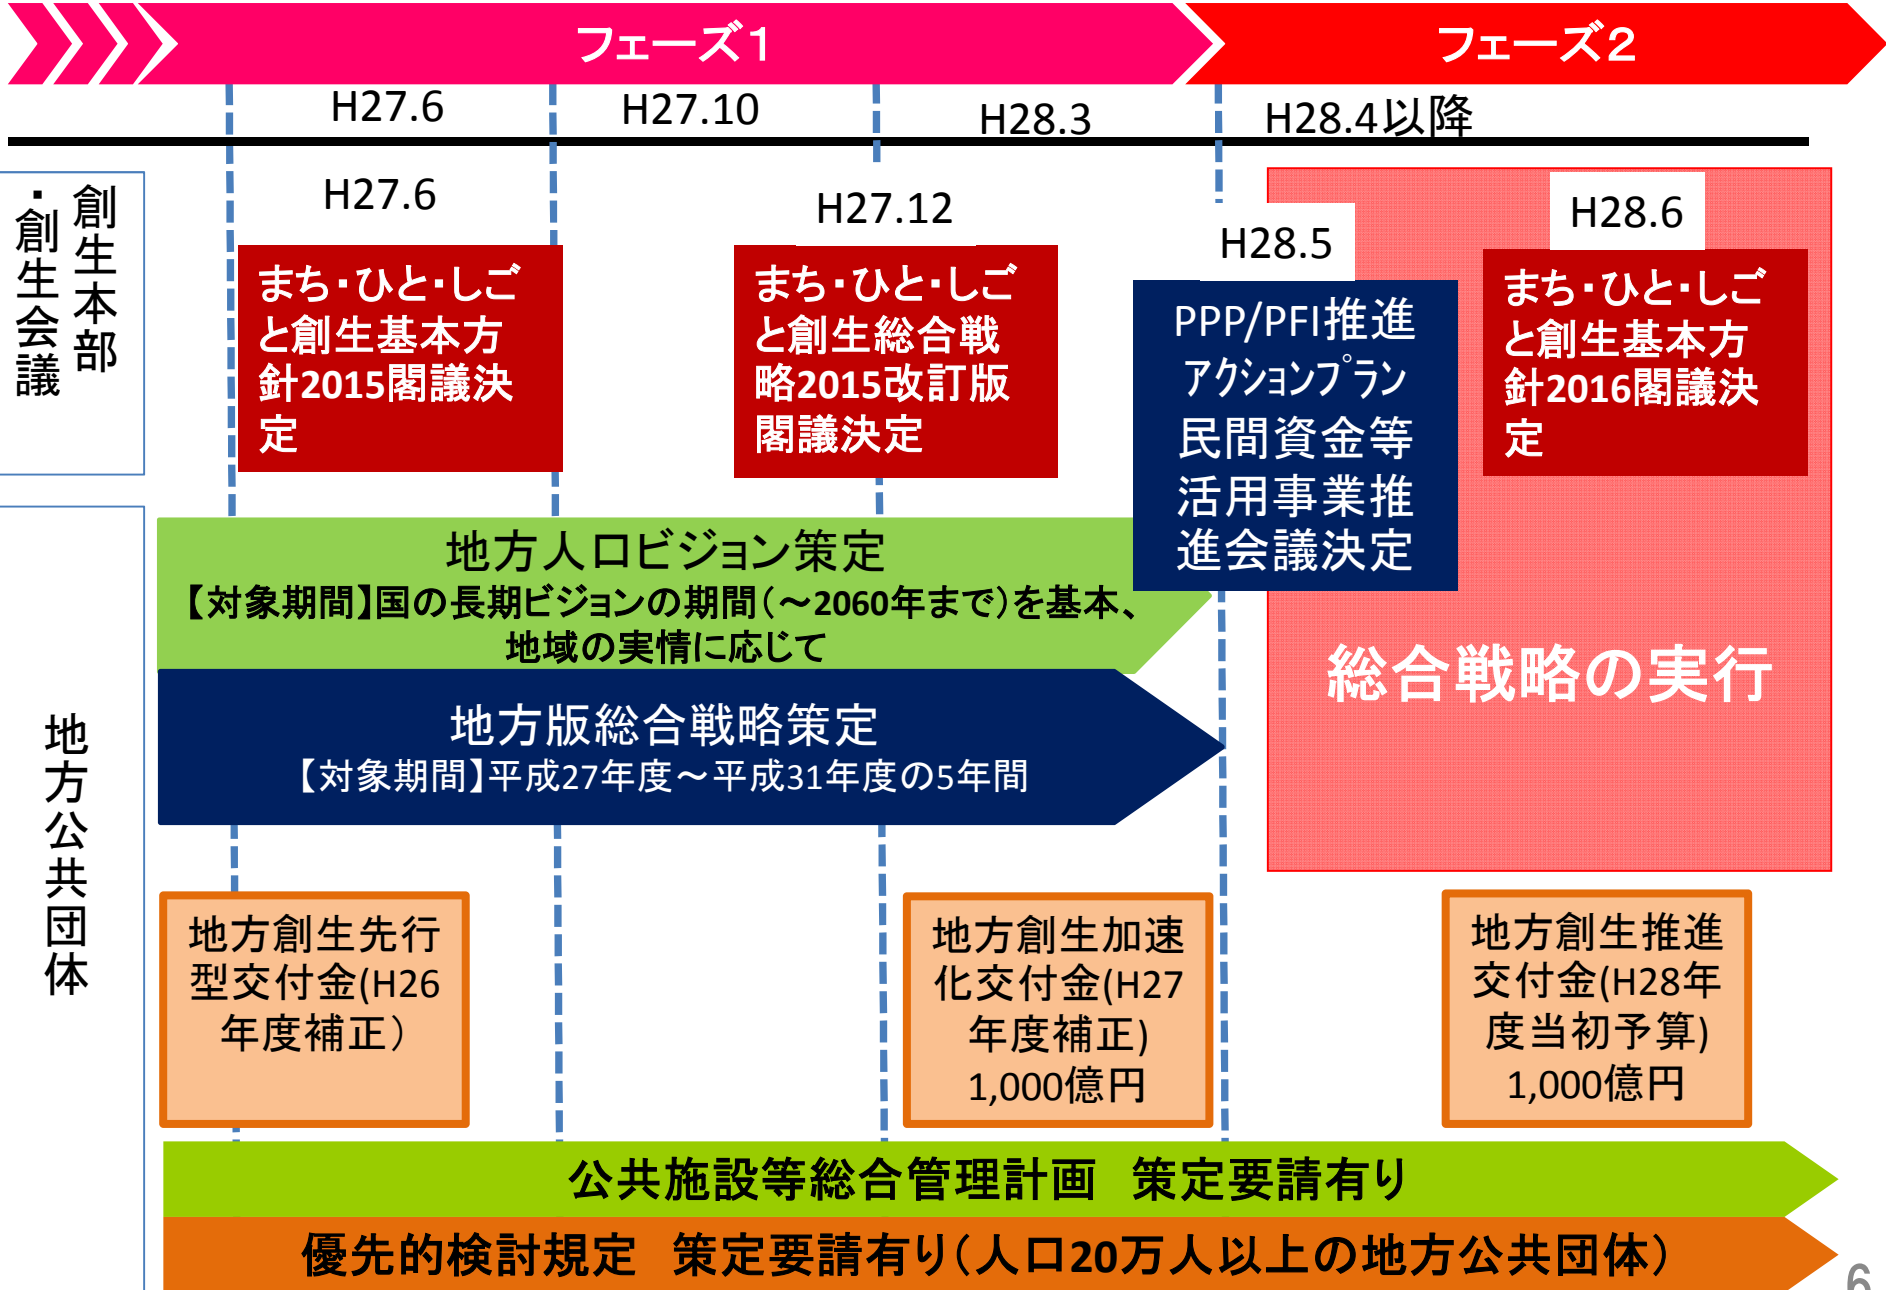 フェーズ1
フェーズ2
H27.6
H27.10
H28.3
H28.4以降
創生本部
・創生会議
H27.6
まち・ひと・しご
と創生基本方
針2015閣議決
定
H27.12
まち・ひと・しご
と創生総合戦
略2015改訂版
閣議決定
H28.5
PPP/PFI推進
アクションプラン
民間資金等
活用事業推
進会議決定
H28.6
まち・ひと・しご
と創生基本方
針2016閣議決
定
総合戦略の実行
地方公共団体
地方人口ビジョン策定
【対象期間】国の長期ビジョンの期間(～2060年まで)を基本、
地域の実情に応じて
地方版総合戦略策定
【対象期間】平成27年度～平成31年度の5年間
地方創生先行
型交付金(H26
年度補正)
地方創生加速
化交付金(H27
年度補正)
1,000億円
地方創生推進
交付金(H28年
度当初予算)
1,000億円
公共施設等総合管理計画　策定要請有り
優先的検討規定　策定要請有り(人口20万人以上の地方公共団体)
6